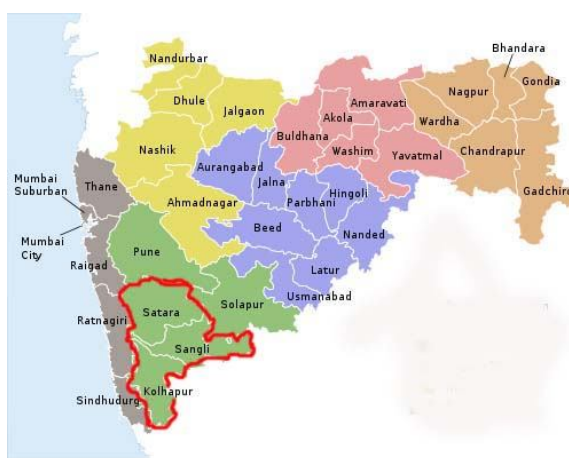 Nandurbar
Bhandara
Dhule
Jalgaon
Nagpur
Gondia
Amaravati
Akola
Wardha
Buldhana
Nashik
Washim
Yavatmal
Chandrapur
Aurangabad
Jalna
Hingoli
Parbhani
Mumbai
Suburban
Thane
Gadchiro
Ahmadnagar
Beed
Nanded
Mumbai
City
Pune
Raigad
Latur
Usmanabad
Solapur
Satara
Ratnagiri
Sangli
Kolhapur
Sindhudurg